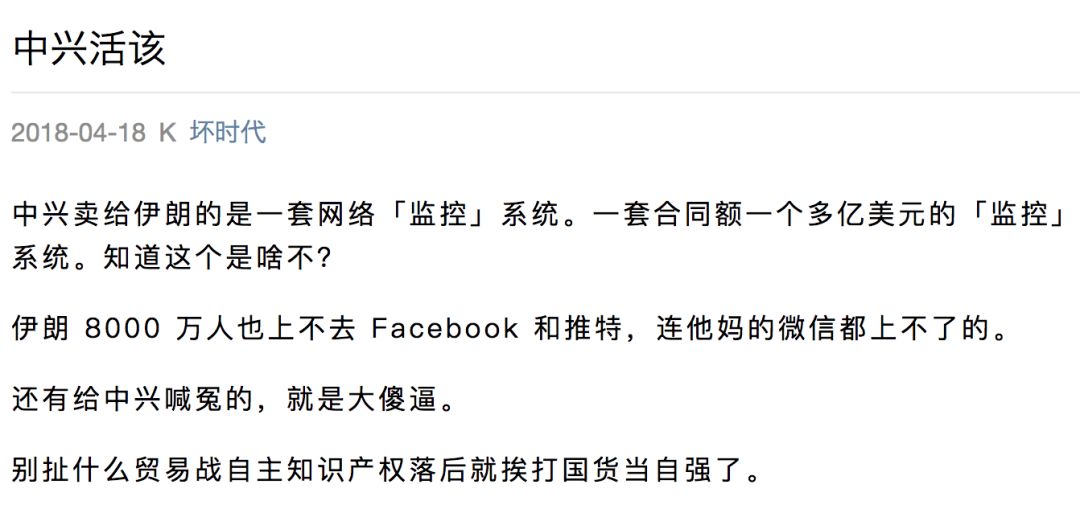 中兴活该
2018-04-18 K 坏时代
中兴卖给伊朗的是一套网络「监控」系统。一套合同额一个多亿美元的「监控」
系统。知道这个是啥不？
伊朗 8000 万人也上不去 Facebook 和推特，连他妈的微信都上不了的。
还有给中兴喊冤的，就是大傻逼。
别扯什么贸易战自主知识产权落后就挨打国货当自强了。